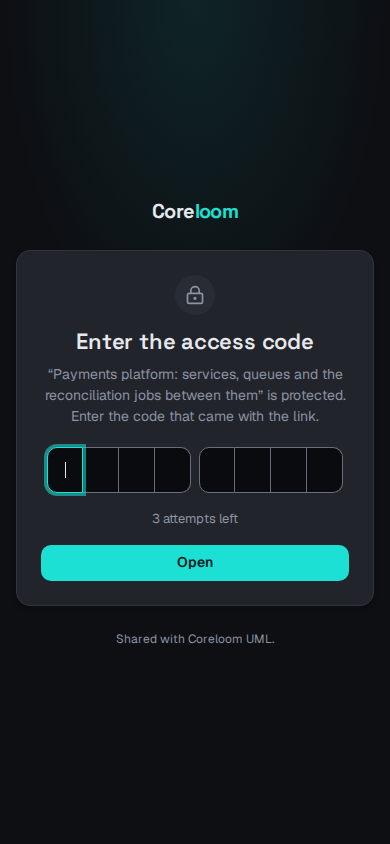 Coreloom
Enter the access code
“Payments platform: services, queues and the
reconciliation jobs between them” is protected.
Enter the code that came with the link.
3 attempts left
Open
Shared with Coreloom UML.